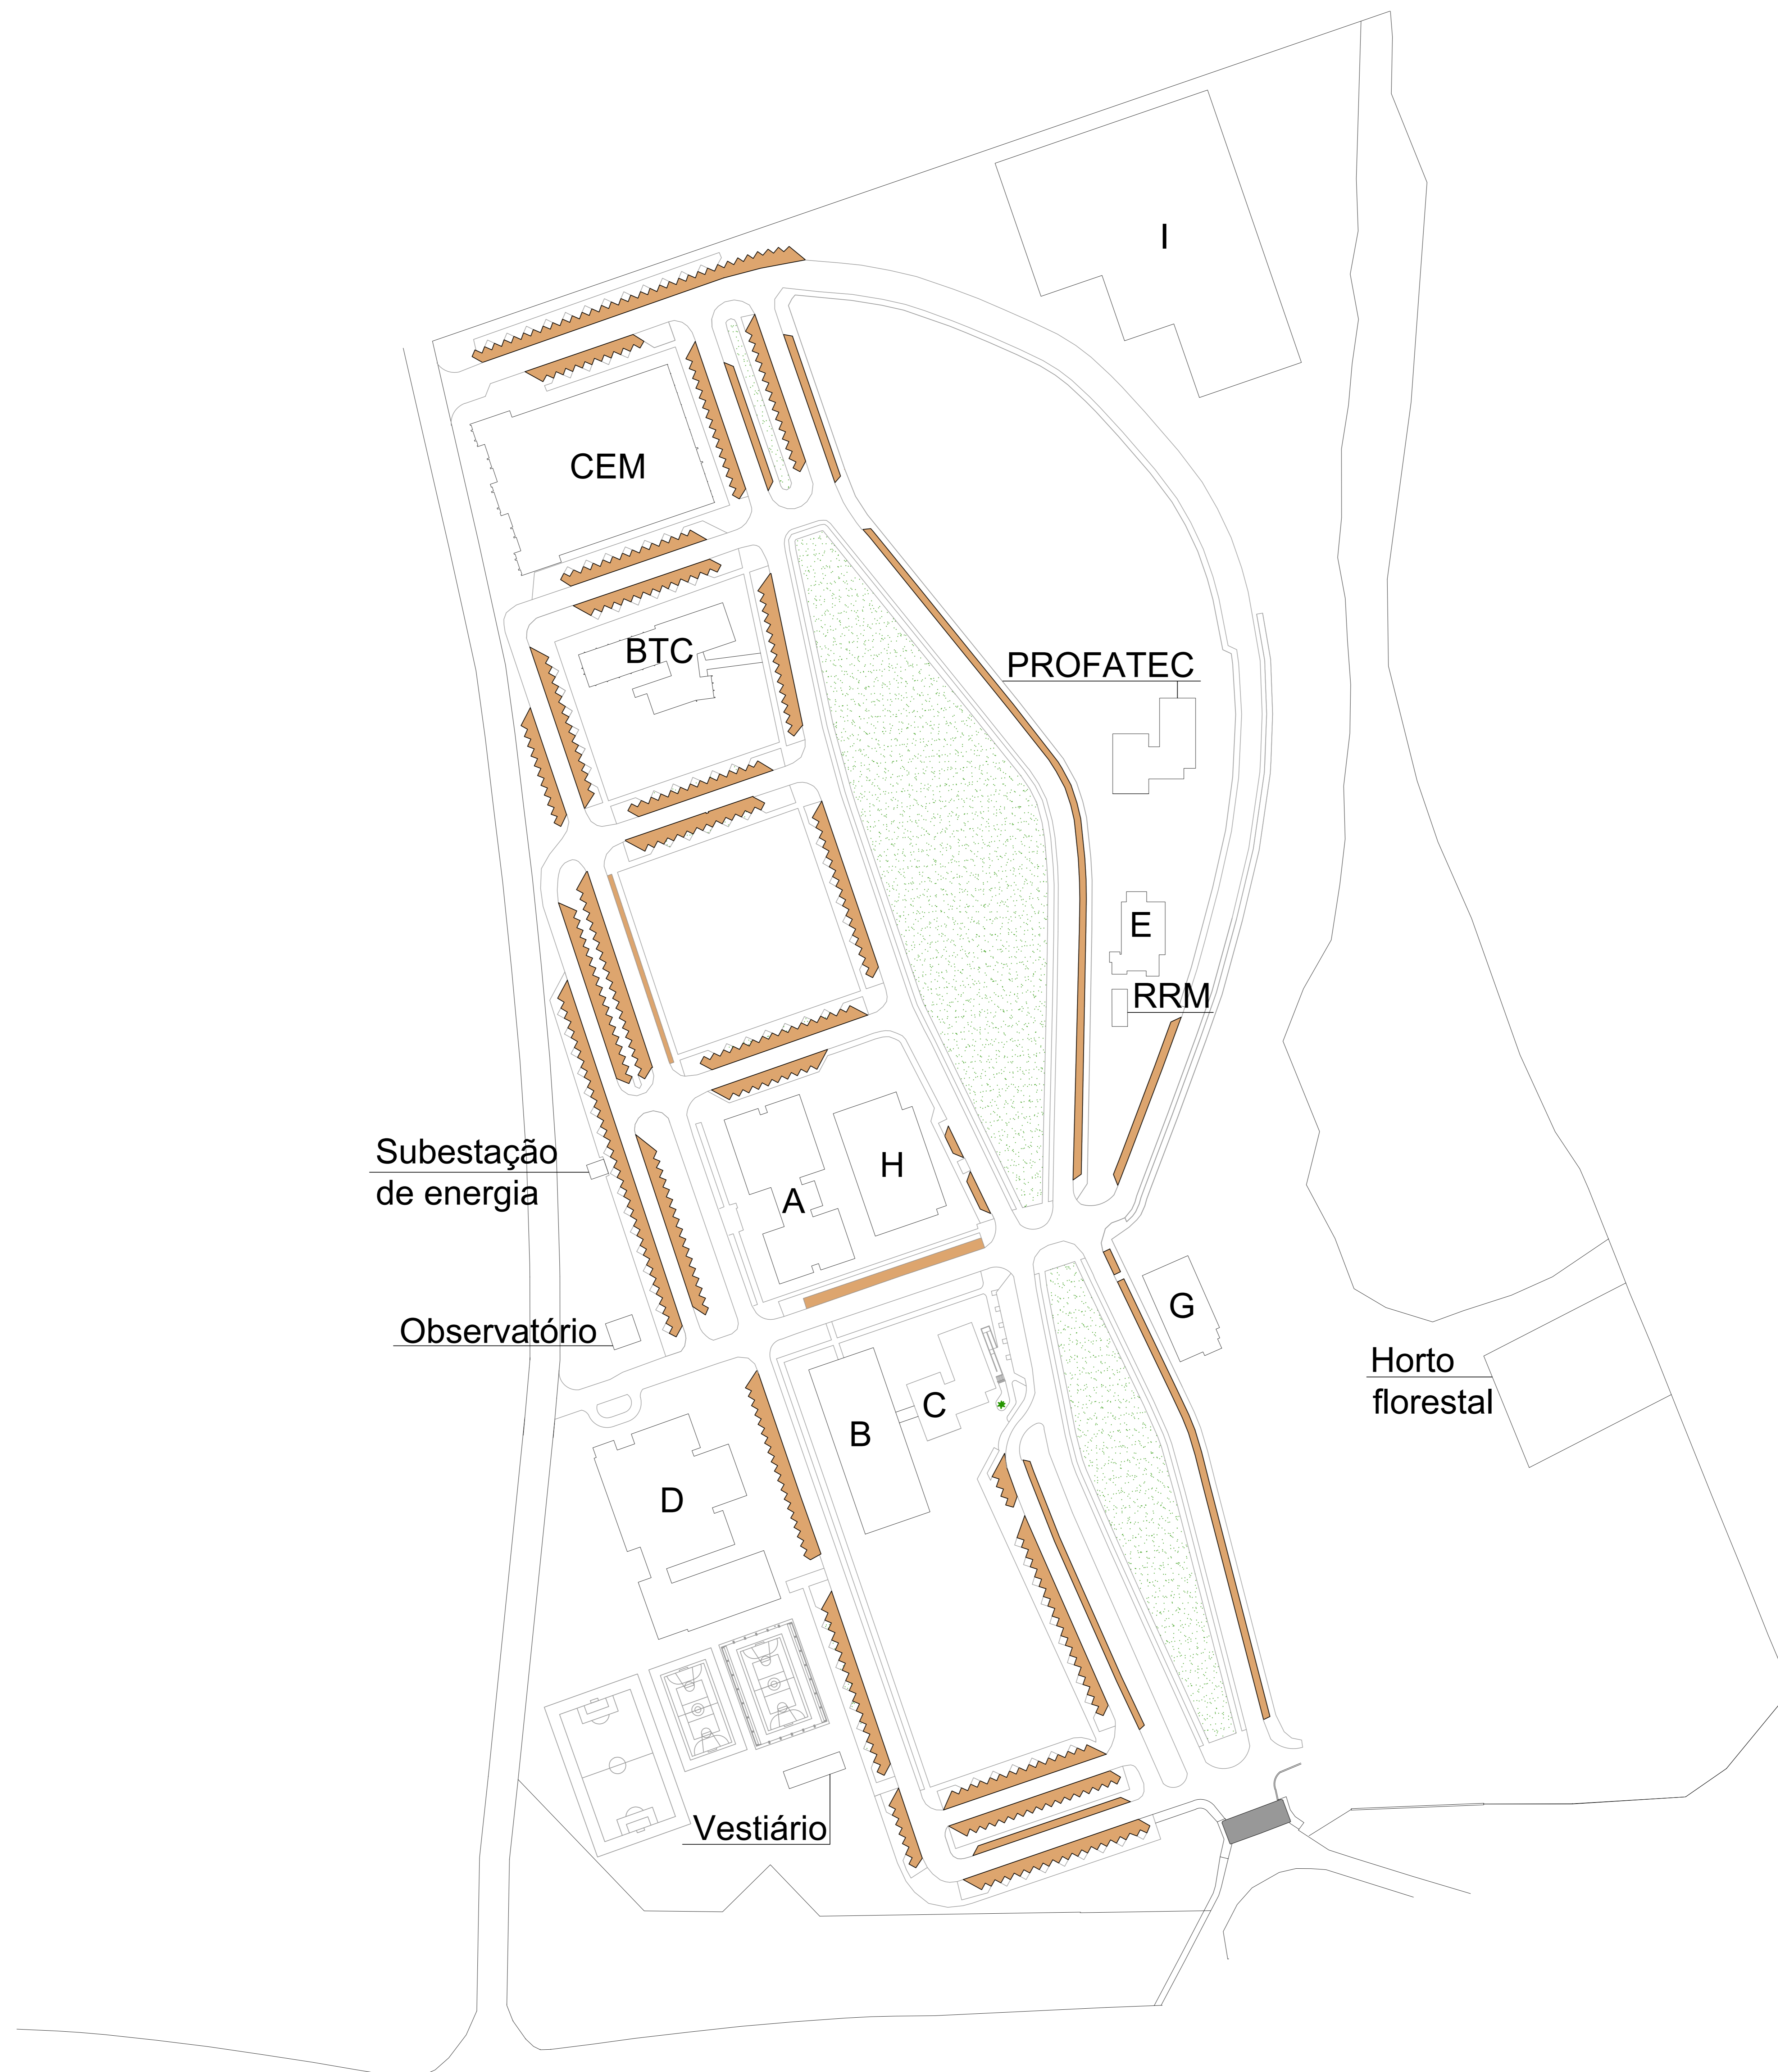 I
CEM
BTC
PROFATEC
E
RRM
Subestação
de energia
H
A
G
Observatório
Horto
florestal
C
B
D
Vestiário